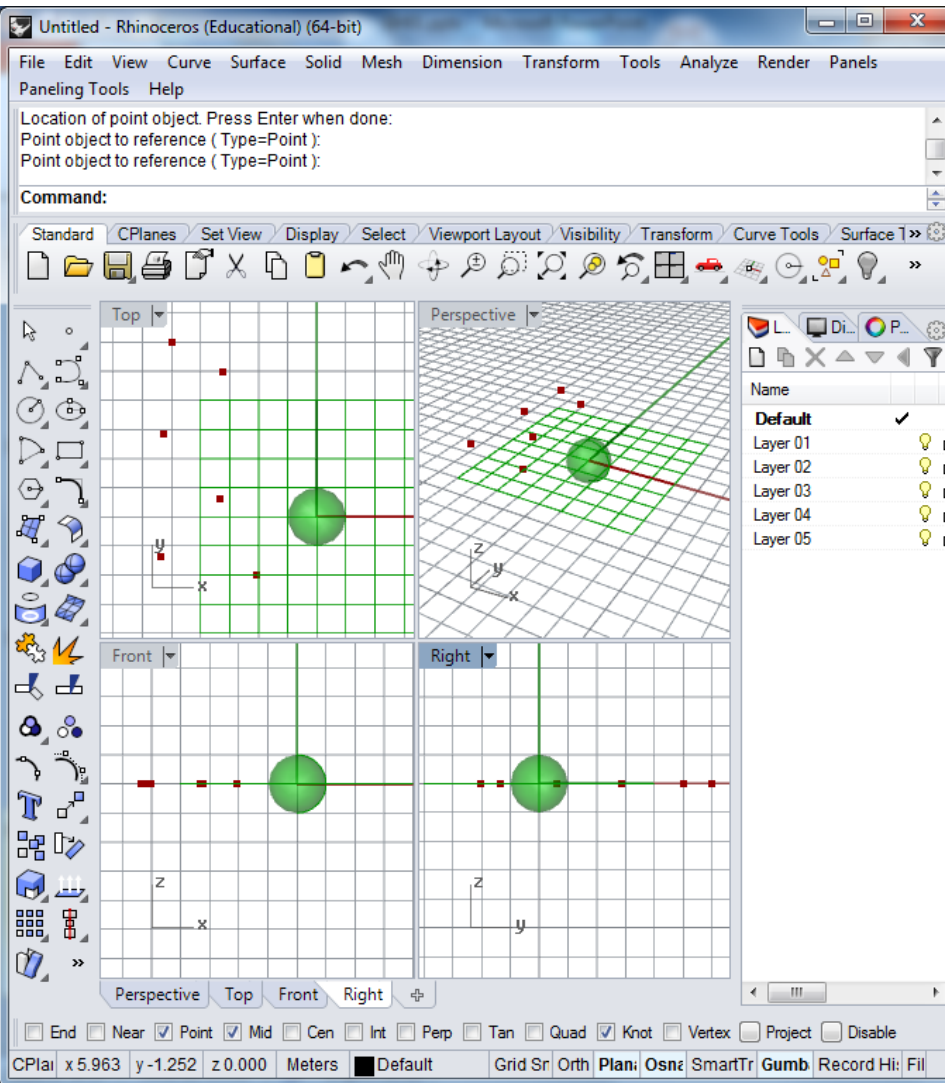 Untitled - Rhinoceros (Educational) (64-bit)
File Edit View Curve Surface Solid Mesh Dimension Transform Tools Analyze Render Panels
Paneling Tools Help
Location of point object. Press Enter when done:
Point object to reference ( Type=Point ):
Point object to reference ( Type=Point ):
Command:
Standard CPlanes Set View Display Select Viewport Layout Visibility Transform Curve Tools Surface T »
»
Top
Perspective
L... Di... P...
Name
Default
Layer 01
Layer 02
Layer 03
Layer 04
Layer 05
y
x
z
y
x
Front
Right
z
x
z
y
»
Perspective Top Front Right
End Near Point Mid Cen Int Perp Tan Quad Knot Vertex Project Disable
CPlai x 5.963 y -1.252 z 0.000 Meters Default Grid Sr Orth Plana Osna SmartTr Gumb Record His Fil